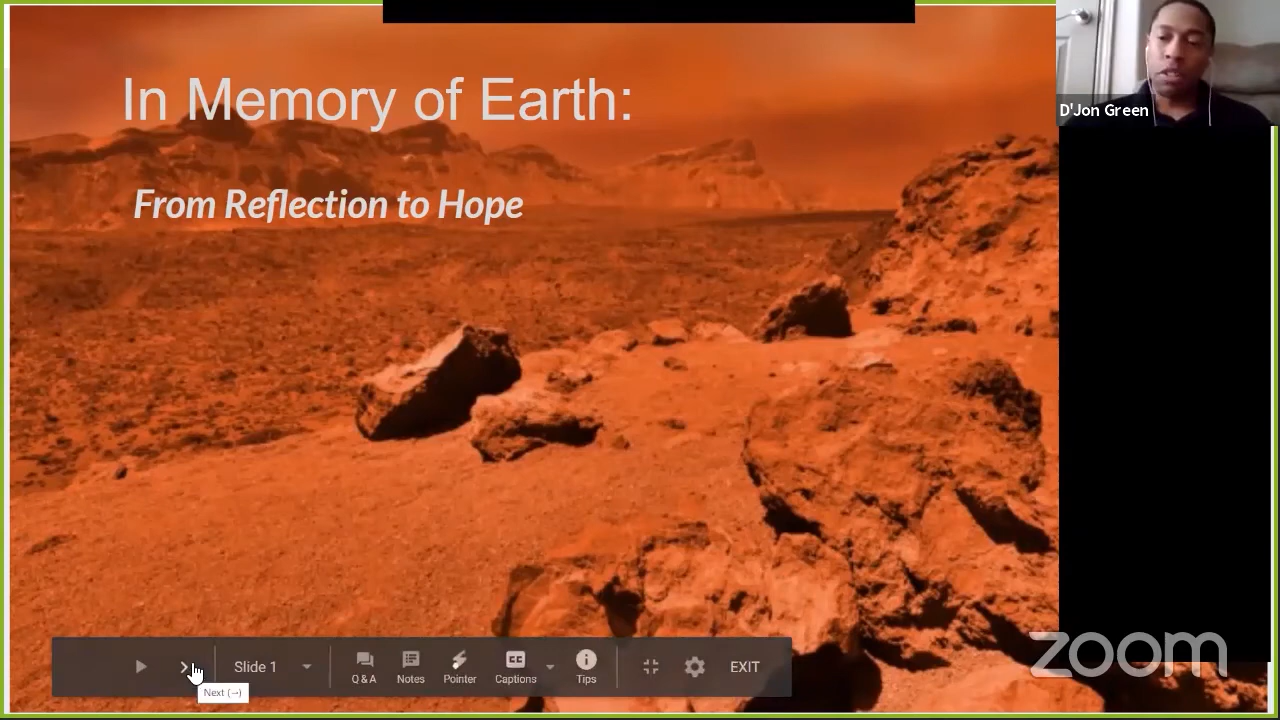 In Memory of Earth:
From Reflection to Hope
D'Jon Green
Slide 1
Q & A
Notes
Pointer
CC
Captions
Tips
EXIT
Next (→)
zoom